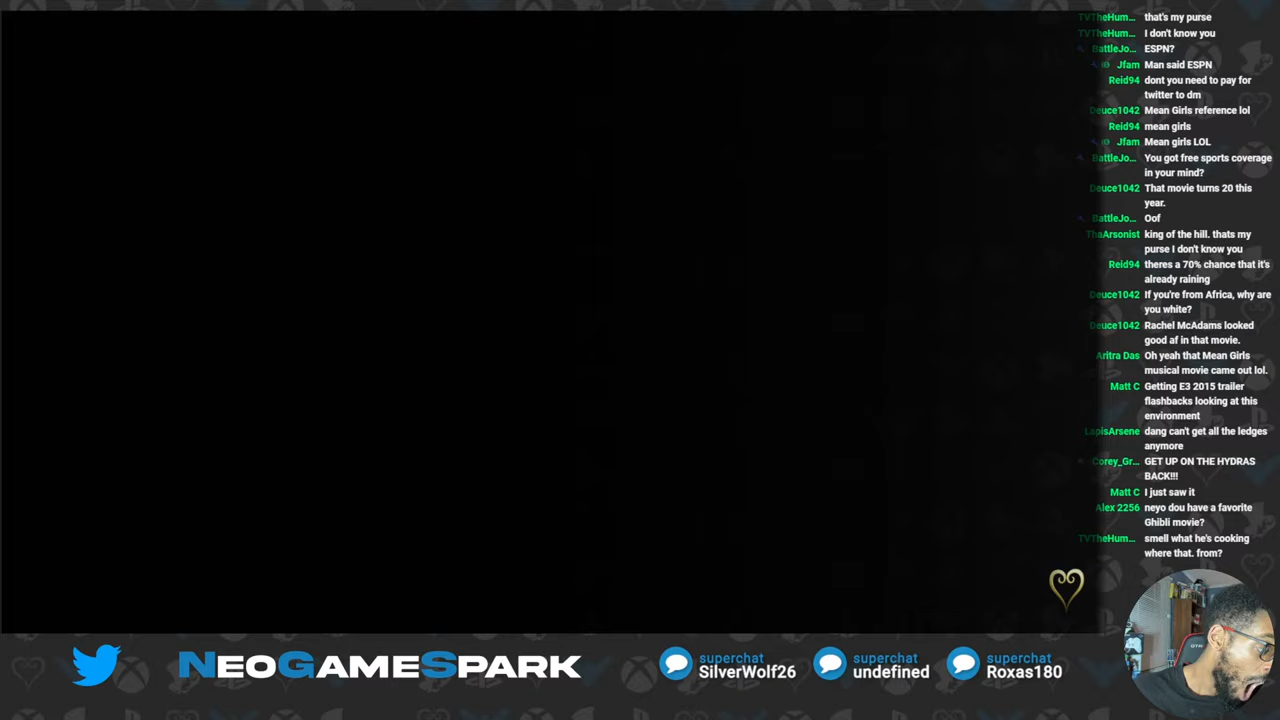 TVTheHum... that's my purse
TVTheHum... I don't know you
BattleJo... ESPN?
Jfam Man said ESPN
Reid94 dont you need to pay for
twitter to dm
Deuce1042 Mean Girls reference lol
Reid94 mean girls
Jfam Mean girls LOL
BattleJo... You got free sports coverage
in your mind?
Deuce1042 That movie turns 20 this
year.
BattleJo... Oof
ThaArsonist king of the hill. thats my
purse I don't know you
Reid94 theres a 70% chance that it's
already raining
Deuce1042 If you're from Africa, why are
you white?
Deuce1042 Rachel McAdams looked
good af in that movie.
Aritra Das Oh yeah that Mean Girls
musical movie came out lol.
Matt C Getting E3 2015 trailer
flashbacks looking at this
environment
LapisArsene dang can't get all the ledges
anymore
Corey_Gr... GET UP ON THE HYDRAS
BACK!!!
Matt C I just saw it
Alex 2256 neyo dou have a favorite
Ghibli movie?
TVTheHum... smell what he's cooking
where that. from?
NEOGAMESPARK
superchat
SilverWolf26
superchat
undefined
superchat
Roxas180